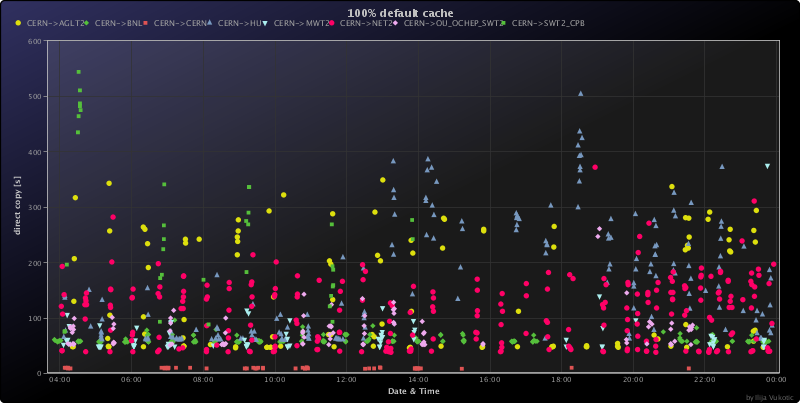 100% default cache
CERN->AGLT2 CERN->BNL CERN->CERN CERN->HU CERN->MWT2 CERN->NET2 CERN->OU_OCHEP_SWT2 CERN->SWT2_CPB
600
500
400
300
200
100
0
direct copy [s]
04:00 06:00 08:00 10:00 12:00 14:00 16:00 18:00 20:00 22:00 00:00
Date & Time
by Ilija Vukotic